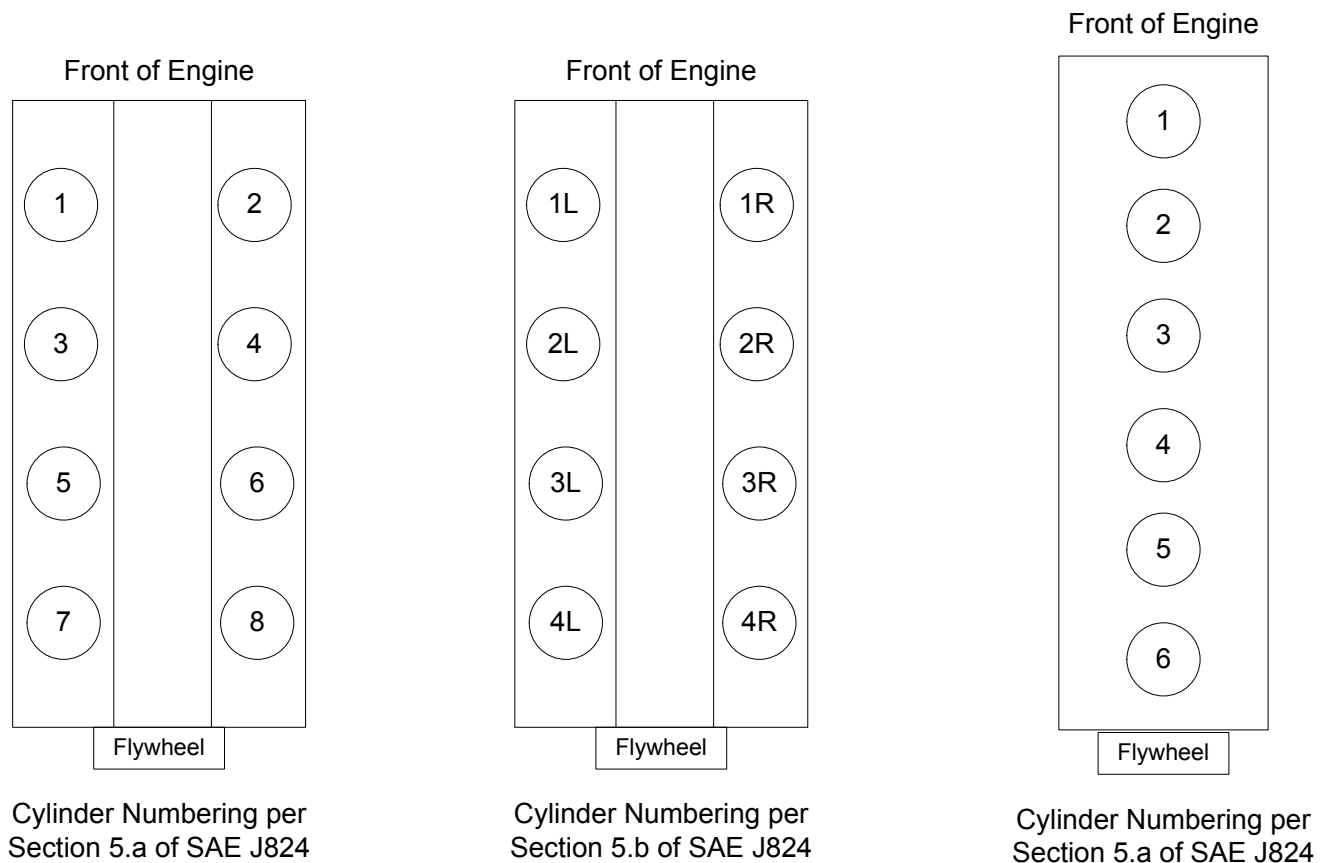 Front of Engine
1
2
3
4
5
6
7
8
Flywheel
Cylinder Numbering per
Section 5.a of SAE J824
Front of Engine
1L
1R
2L
2R
3L
3R
4L
4R
Flywheel
Cylinder Numbering per
Section 5.b of SAE J824
Front of Engine
1
2
3
4
5
6
Flywheel
Cylinder Numbering per
Section 5.a of SAE J824